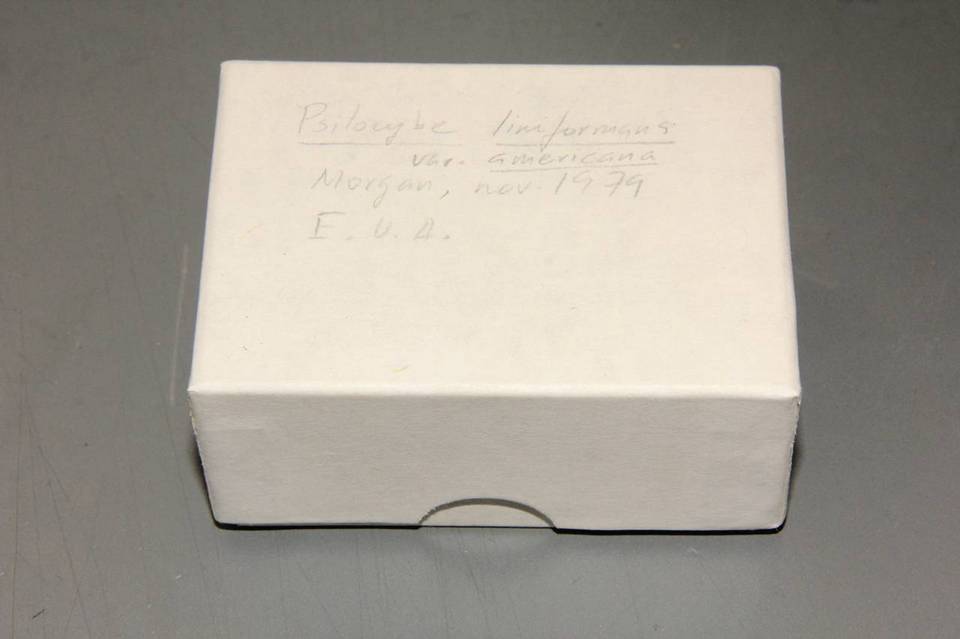 Psilocybe liniformans
var. americana
Morgan, nov. 1979
E. U. A.